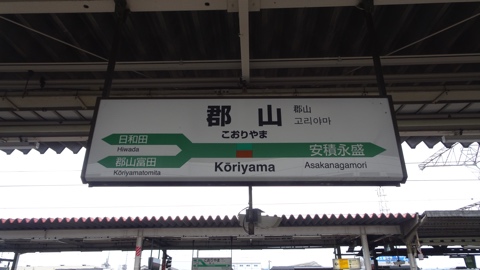 郡山
こおりやま
郡山
고리야마
日和田
Hiwada
郡山富田
Kōriyamatomita
安積永盛
Asakanagamori
Kōriyama